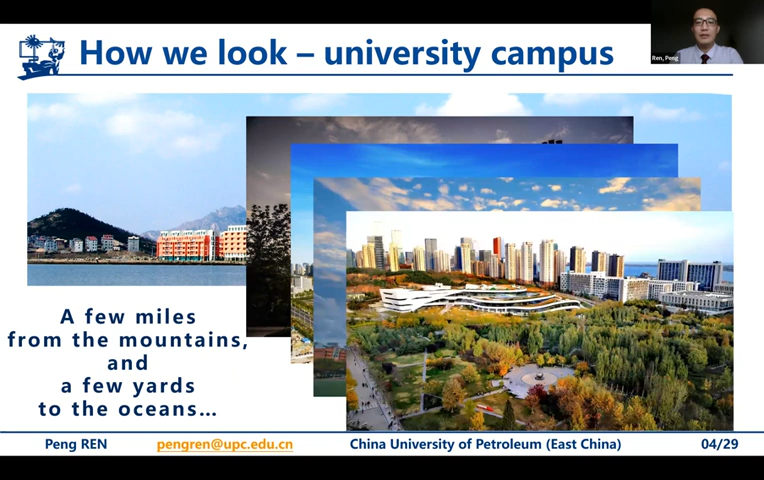 How we look – university campus
Ren, Peng
A few miles
from the mountains,
and
a few yards
to the oceans…
Peng REN
pengren@upc.edu.cn
China University of Petroleum (East China)
04/29